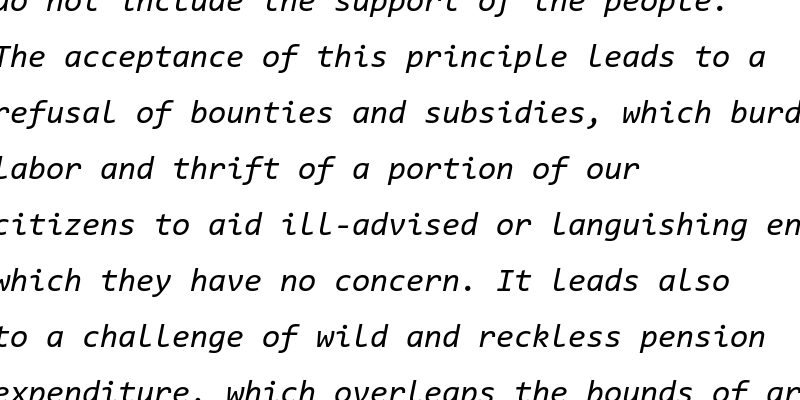 do not include the support of the people.
The acceptance of this principle leads to a
refusal of bounties and subsidies, which burd
labor and thrift of a portion of our
citizens to aid ill-advised or languishing en
which they have no concern. It leads also
to a challenge of wild and reckless pension
expenditure, which overleaps the bounds of gr